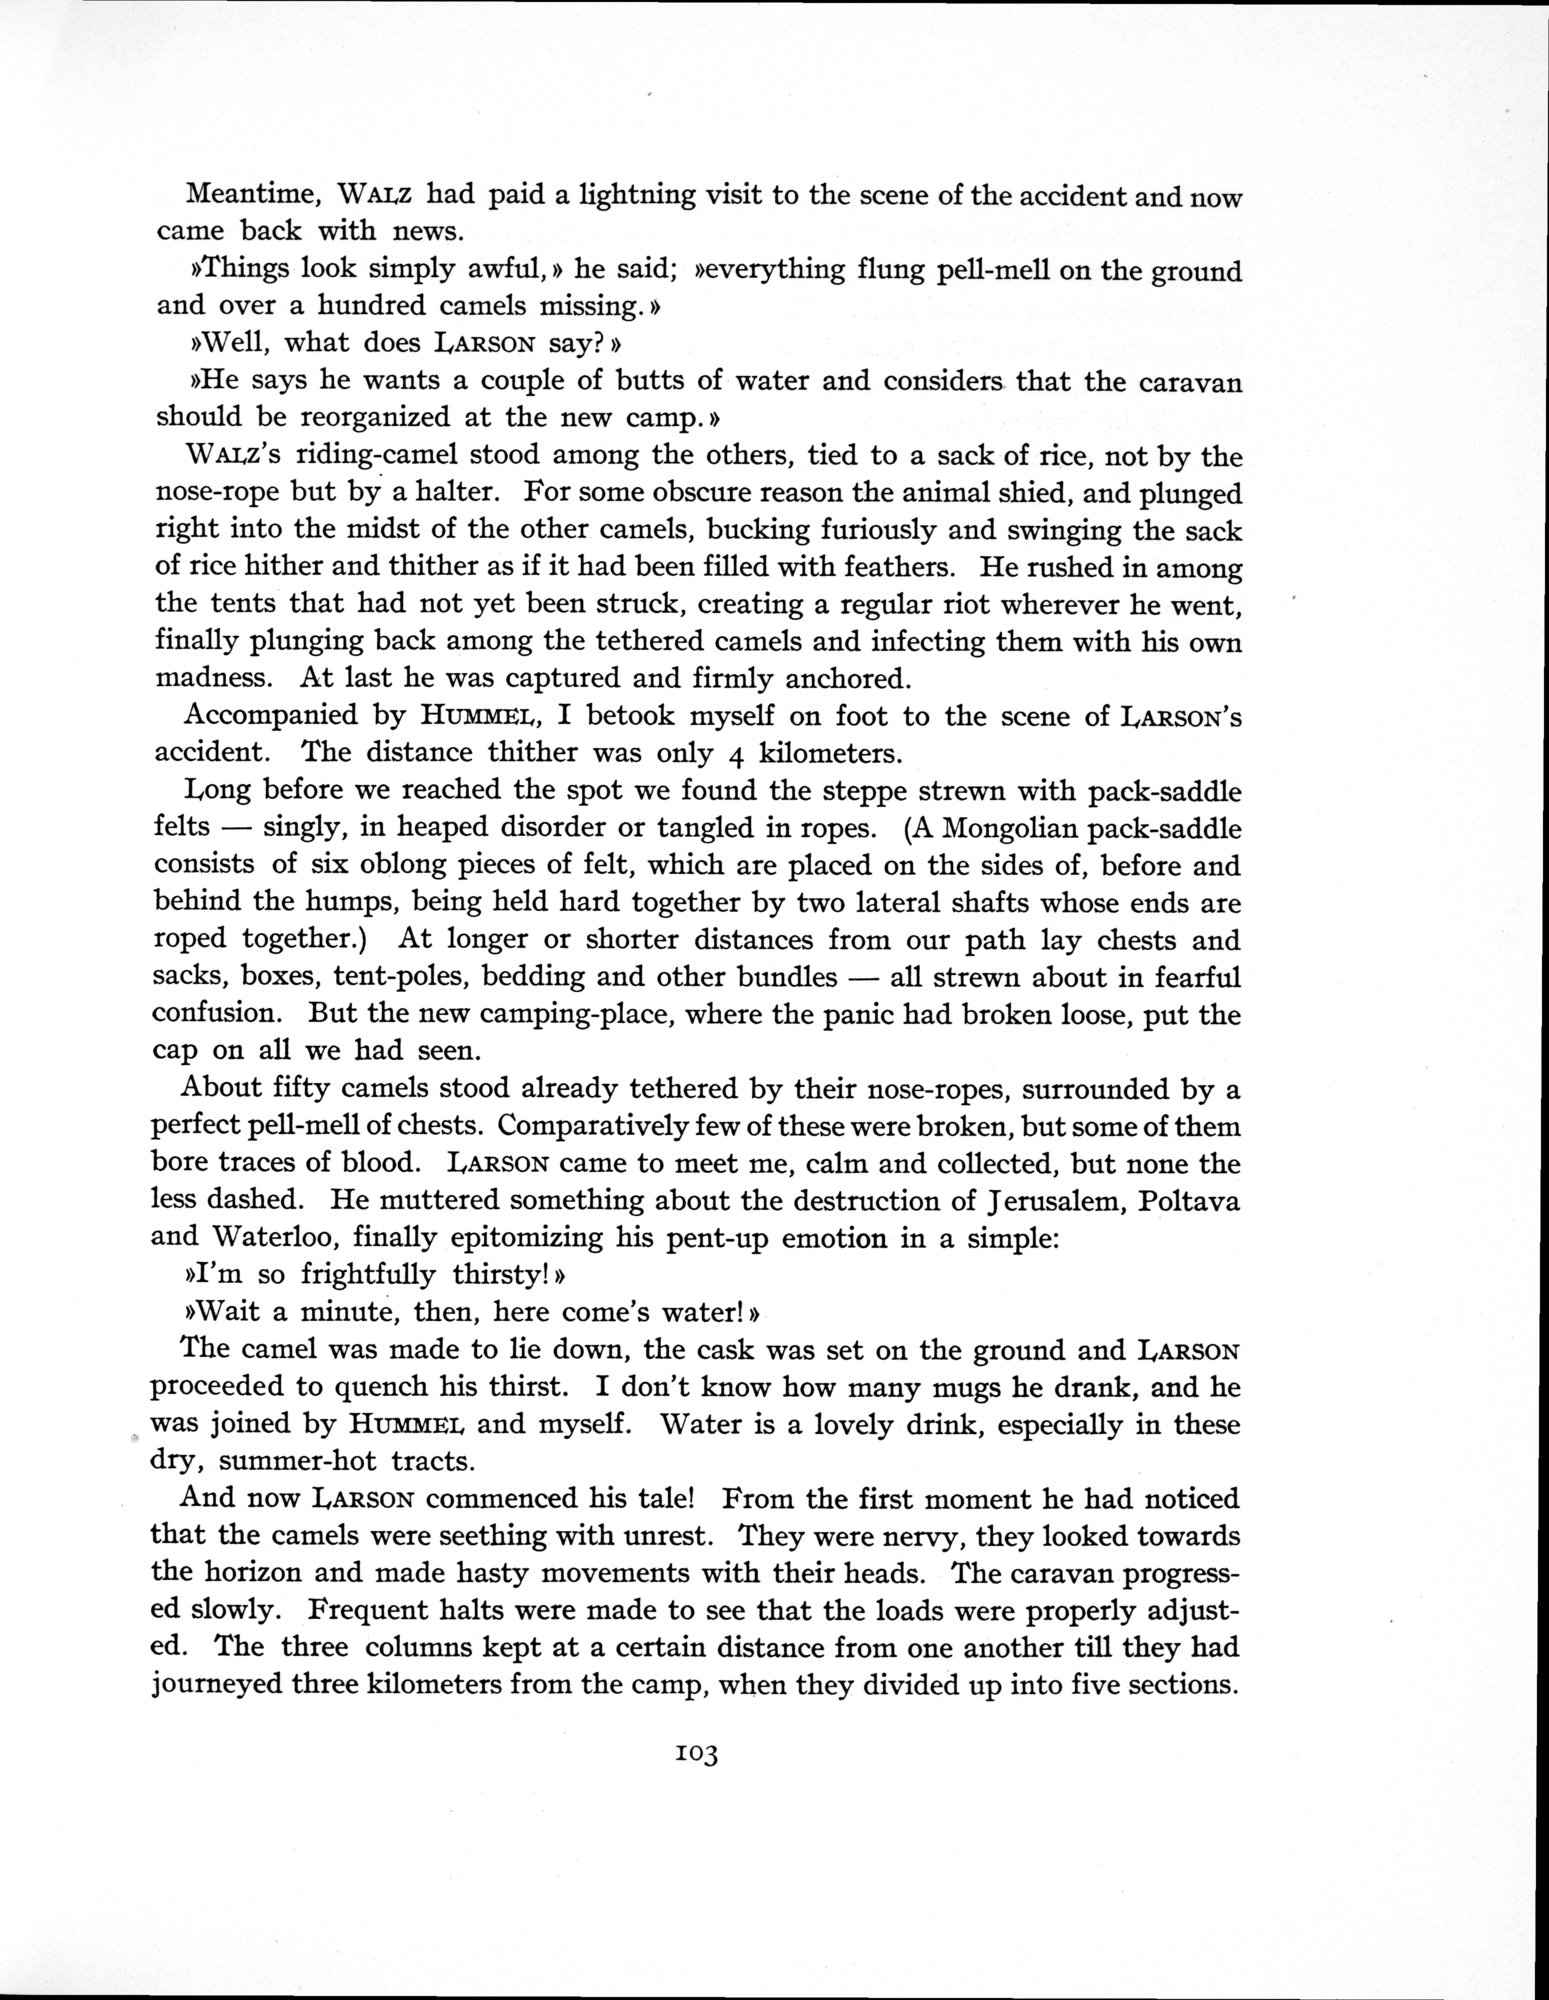 Meantime, WALZ had paid a lightning visit to the scene of the accident and now
came back with news.
»Things look simply awful,» he said; »everything flung pell-mell on the ground
and over a hundred camels missing.»
»Well, what does LARSON say?»
»He says he wants a couple of butts of water and considers that the caravan
should be reorganized at the new camp.»
WALZ's riding-camel stood among the others, tied to a sack of rice, not by the
nose-rope but by a halter. For some obscure reason the animal shied, and plunged
right into the midst of the other camels, bucking furiously and swinging the sack
of rice hither and thither as if it had been filled with feathers. He rushed in among
the tents that had not yet been struck, creating a regular riot wherever he went,
finally plunging back among the tethered camels and infecting them with his own
madness. At last he was captured and firmly anchored.
Accompanied by HUMMEL, I betook myself on foot to the scene of LARSON's
accident. The distance thither was only 4 kilometers.
Long before we reached the spot we found the steppe strewn with pack-saddle
felts — singly, in heaped disorder or tangled in ropes. (A Mongolian pack-saddle
consists of six oblong pieces of felt, which are placed on the sides of, before and
behind the humps, being held hard together by two lateral shafts whose ends are
roped together.) At longer or shorter distances from our path lay chests and
sacks, boxes, tent-poles, bedding and other bundles — all strewn about in fearful
confusion. But the new camping-place, where the panic had broken loose, put the
cap on all we had seen.
About fifty camels stood already tethered by their nose-ropes, surrounded by a
perfect pell-mell of chests. Comparatively few of these were broken, but some of them
bore traces of blood. LARSON came to meet me, calm and collected, but none the
less dashed. He muttered something about the destruction of Jerusalem, Poltava
and Waterloo, finally epitomizing his pent-up emotion in a simple:
»I'm so frightfully thirsty!»
»Wait a minute, then, here come's water!»
The camel was made to lie down, the cask was set on the ground and LARSON
proceeded to quench his thirst. I don't know how many mugs he drank, and he
was joined by HUMMEL and myself. Water is a lovely drink, especially in these
dry, summer-hot tracts.
And now LARSON commenced his tale! From the first moment he had noticed
that the camels were seething with unrest. They were nervy, they looked towards
the horizon and made hasty movements with their heads. The caravan progress-
ed slowly. Frequent halts were made to see that the loads were properly adjust-
ed. The three columns kept at a certain distance from one another till they had
journeyed three kilometers from the camp, when they divided up into five sections.
103